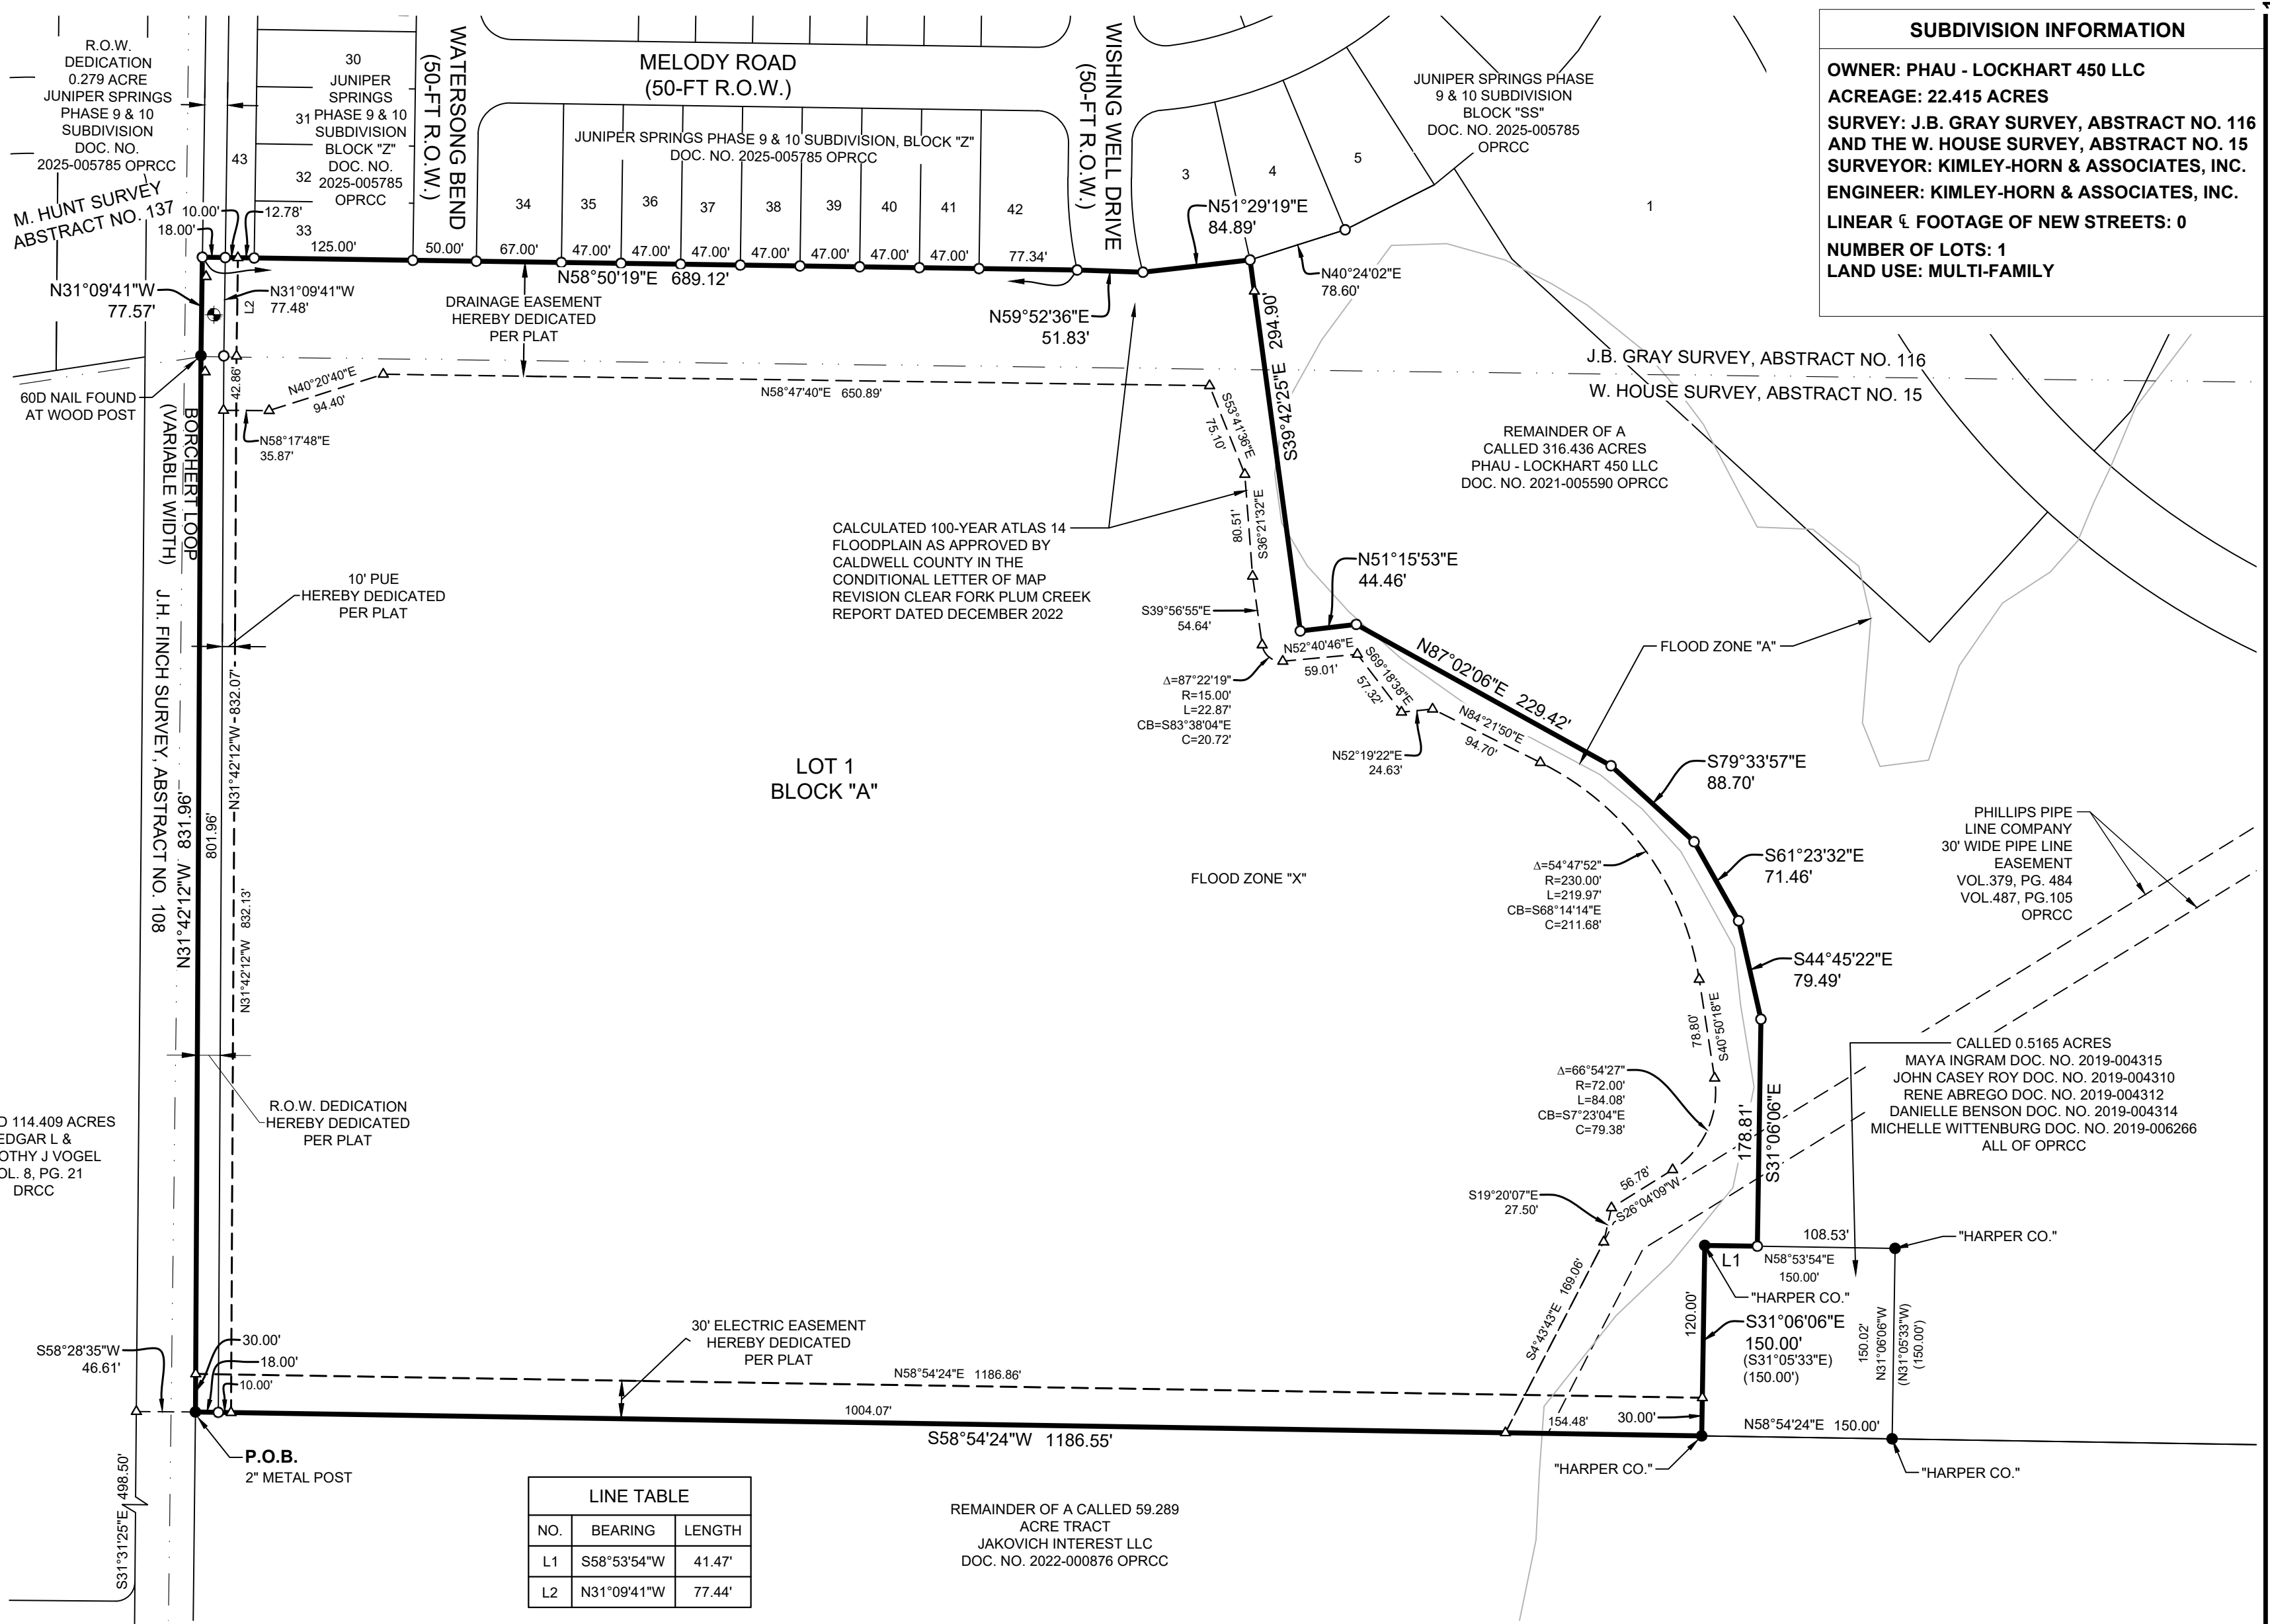 SUBDIVISION INFORMATION
OWNER: PHAU - LOCKHART 450 LLC
ACREAGE: 22.415 ACRES
SURVEY: J.B. GRAY SURVEY, ABSTRACT NO. 116
AND THE W. HOUSE SURVEY, ABSTRACT NO. 15
SURVEYOR: KIMLEY-HORN & ASSOCIATES, INC.
ENGINEER: KIMLEY-HORN & ASSOCIATES, INC.
LINEAR ℄ FOOTAGE OF NEW STREETS: 0
NUMBER OF LOTS: 1
LAND USE: MULTI-FAMILY
R.O.W.
DEDICATION
0.279 ACRE
JUNIPER SPRINGS
PHASE 9 & 10
SUBDIVISION
DOC. NO.
2025-005785 OPRCC
M. HUNT SURVEY
ABSTRACT NO. 137
43
30
JUNIPER
SPRINGS
31 PHASE 9 & 10
SUBDIVISION
BLOCK "Z"
DOC. NO.
32 2025-005785
OPRCC
33
WATERSONG BEND
(50-FT R.O.W.)
MELODY ROAD
(50-FT R.O.W.)
WISHING WELL DRIVE
(50-FT R.O.W.)
JUNIPER SPRINGS PHASE 9 & 10 SUBDIVISION, BLOCK "Z"
DOC. NO. 2025-005785 OPRCC
34
35
36
37
38
39
40
41
42
JUNIPER SPRINGS PHASE
9 & 10 SUBDIVISION
BLOCK "SS"
DOC. NO. 2025-005785
OPRCC
3
4
5
1
10.00'
12.78'
18.00'
125.00'
50.00'
67.00'
47.00'
47.00'
47.00'
47.00'
47.00'
47.00'
47.00'
77.34'
N58°50'19"E 689.12'
N59°52'36"E
51.83'
N51°29'19"E
84.89'
N40°24'02"E
78.60'
N31°09'41"W
77.57'
N31°09'41"W
77.48'
L2
42.86'
DRAINAGE EASEMENT
HEREBY DEDICATED
PER PLAT
60D NAIL FOUND
AT WOOD POST
N40°20'40"E
94.40'
N58°17'48"E
35.87'
N58°47'40"E 650.89'
S53°41'36"E
75.10'
S39°42'25"E 294.90'
S36°21'32"E
80.51'
J.B. GRAY SURVEY, ABSTRACT NO. 116
W. HOUSE SURVEY, ABSTRACT NO. 15
REMAINDER OF A
CALLED 316.436 ACRES
PHAU - LOCKHART 450 LLC
DOC. NO. 2021-005590 OPRCC
BORCHERT LOOP
(VARIABLE WIDTH)
J.H. FINCH SURVEY, ABSTRACT NO. 108
10' PUE
HEREBY DEDICATED
PER PLAT
CALCULATED 100-YEAR ATLAS 14
FLOODPLAIN AS APPROVED BY
CALDWELL COUNTY IN THE
CONDITIONAL LETTER OF MAP
REVISION CLEAR FORK PLUM CREEK
REPORT DATED DECEMBER 2022
S39°56'55"E
54.64'
N51°15'53"E
44.46'
N52°40'46"E
59.01'
S69°18'38"E
57.32'
Δ=87°22'19"
R=15.00'
L=22.87'
CB=S83°38'04"E
C=20.72'
N87°02'06"E 229.42'
FLOOD ZONE "A"
N52°19'22"E
24.63'
N84°21'50"E
94.70'
S79°33'57"E
88.70'
N31°42'12"W 832.07'
N31°42'12"W 831.96'
801.96'
N31°42'12"W 832.13'
LOT 1
BLOCK "A"
FLOOD ZONE "X"
Δ=54°47'52"
R=230.00'
L=219.97'
CB=S68°14'14"E
C=211.68'
S61°23'32"E
71.46'
PHILLIPS PIPE
LINE COMPANY
30' WIDE PIPE LINE
EASEMENT
VOL.379, PG. 484
VOL.487, PG.105
OPRCC
S44°45'22"E
79.49'
S40°50'18"E
78.80'
Δ=66°54'27"
R=72.00'
L=84.08'
CB=S7°23'04"E
C=79.38'
CALLED 0.5165 ACRES
MAYA INGRAM DOC. NO. 2019-004315
JOHN CASEY ROY DOC. NO. 2019-004310
RENE ABREGO DOC. NO. 2019-004312
DANIELLE BENSON DOC. NO. 2019-004314
MICHELLE WITTENBURG DOC. NO. 2019-006266
ALL OF OPRCC
S31°06'06"E
178.81'
R.O.W. DEDICATION
HEREBY DEDICATED
PER PLAT
D 114.409 ACRES
EDGAR L &
OTHY J VOGEL
OL. 8, PG. 21
DRCC
56.78'
S26°04'09"W
S19°20'07"E
27.50'
S4°43'43"E 169.06'
L1
108.53'
N58°53'54"E
150.00'
"HARPER CO."
"HARPER CO."
120.00'
S31°06'06"E
150.00'
(S31°05'33"E)
(150.00')
150.02'
N31°06'06"W
(N31°05'33"W)
(150.00')
30' ELECTRIC EASEMENT
HEREBY DEDICATED
PER PLAT
S58°28'35"W
46.61'
30.00'
18.00'
10.00'
N58°54'24"E 1186.86'
1004.07'
154.48'
30.00'
S58°54'24"W 1186.55'
N58°54'24"E 150.00'
"HARPER CO."
"HARPER CO."
P.O.B.
2" METAL POST
S31°31'25"E 498.50'
LINE TABLE
NO. BEARING LENGTH
L1 S58°53'54"W 41.47'
L2 N31°09'41"W 77.44'
REMAINDER OF A CALLED 59.289
ACRE TRACT
JAKOVICH INTEREST LLC
DOC. NO. 2022-000876 OPRCC